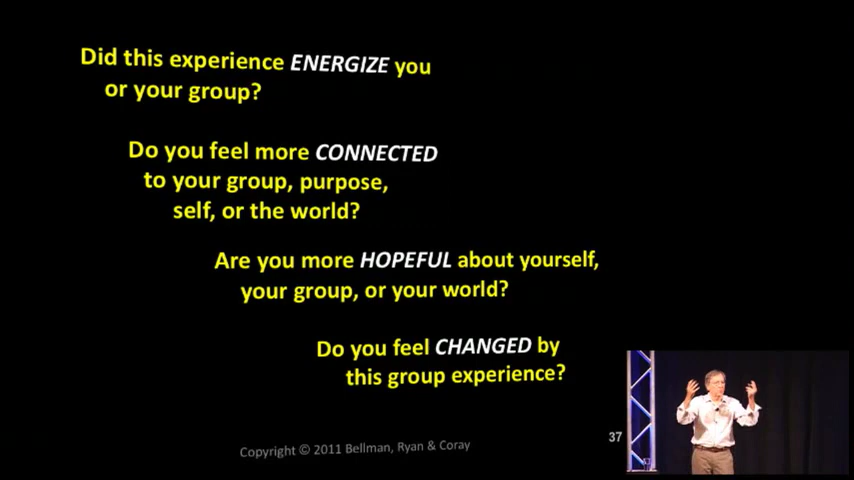 Did this experience ENERGIZE you
or your group?
Do you feel more CONNECTED
to your group, purpose,
self, or the world?
Are you more HOPEFUL about yourself,
your group, or your world?
Do you feel CHANGED by
this group experience?
37
Copyright © 2011 Bellman, Ryan & Coray